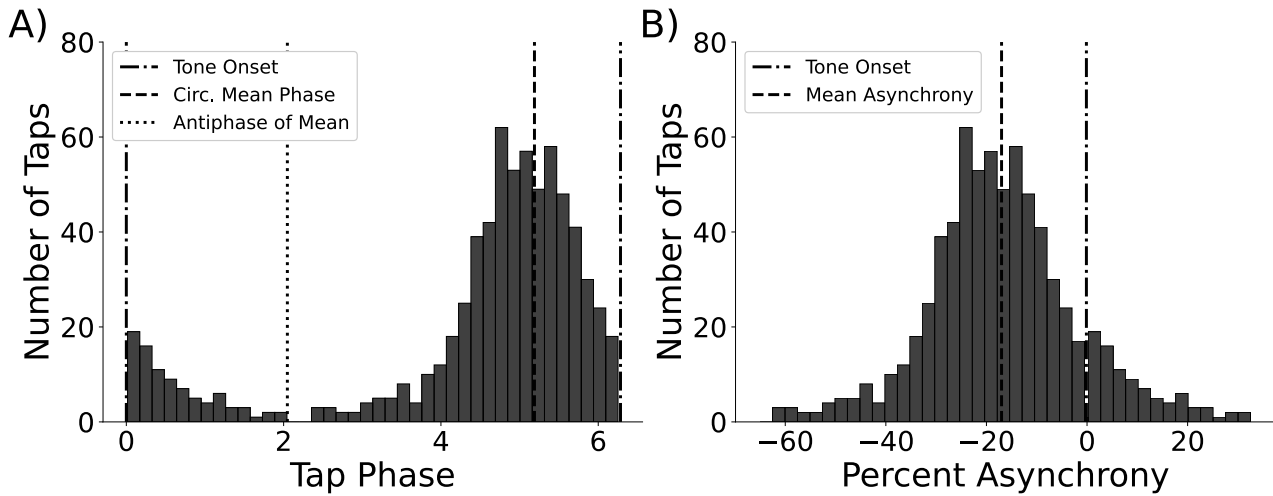 A)
80
60
40
20
0
Number of Taps
Tone Onset
Circ. Mean Phase
Antiphase of Mean
0 2 4 6
Tap Phase
B)
80
60
40
20
0
Number of Taps
Tone Onset
Mean Asynchrony
−60 −40 −20 0 20
Percent Asynchrony